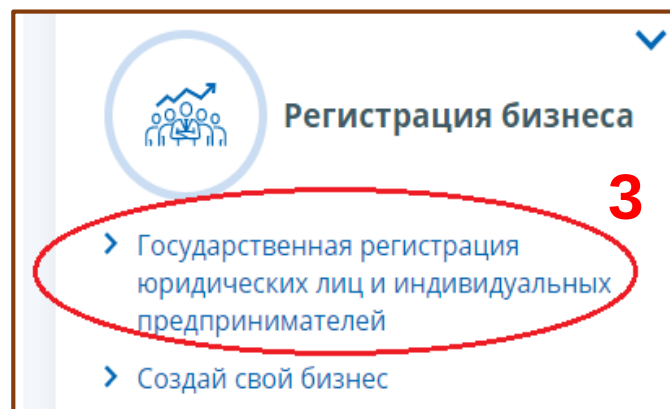 Регистрация бизнеса
3
Государственная регистрация
юридических лиц и индивидуальных
предпринимателей
Создай свой бизнес